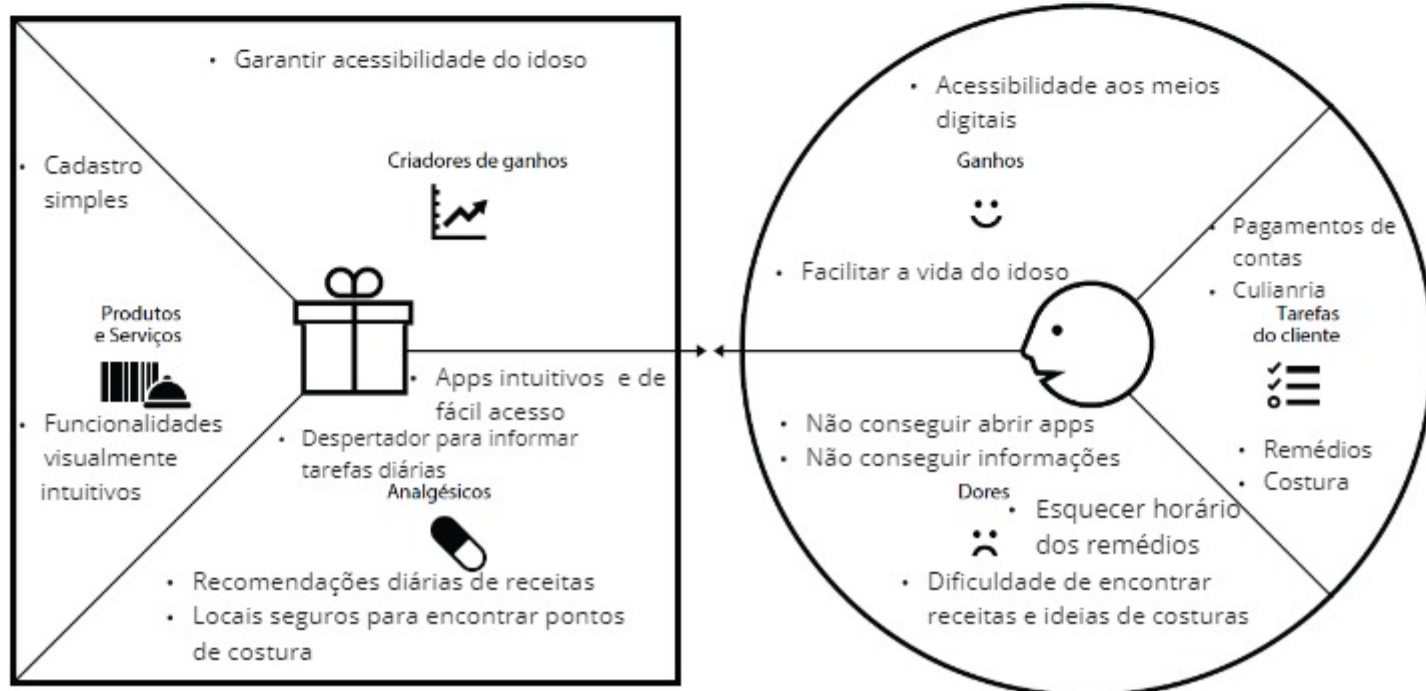 • Garantir acessibilidade do idoso
• Cadastro
simples
Criadores de ganhos
Produtos
e Serviços
• Funcionalidades
visualmente
intuitivos
• Apps intuitivos e de
fácil acesso
• Despertador para informar
tarefas diárias
Analgésicos
• Recomendações diárias de receitas
• Locais seguros para encontrar pontos
de costura
• Acessibilidade aos meios
digitais
Ganhos
• Facilitar a vida do idoso
• Pagamentos de
contas
• Culianria
Tarefas
do cliente
• Remédios
• Costura
• Não conseguir abrir apps
• Não conseguir informações
Dores
• Esquecer horário
dos remédios
• Dificuldade de encontrar
receitas e ideias de costuras